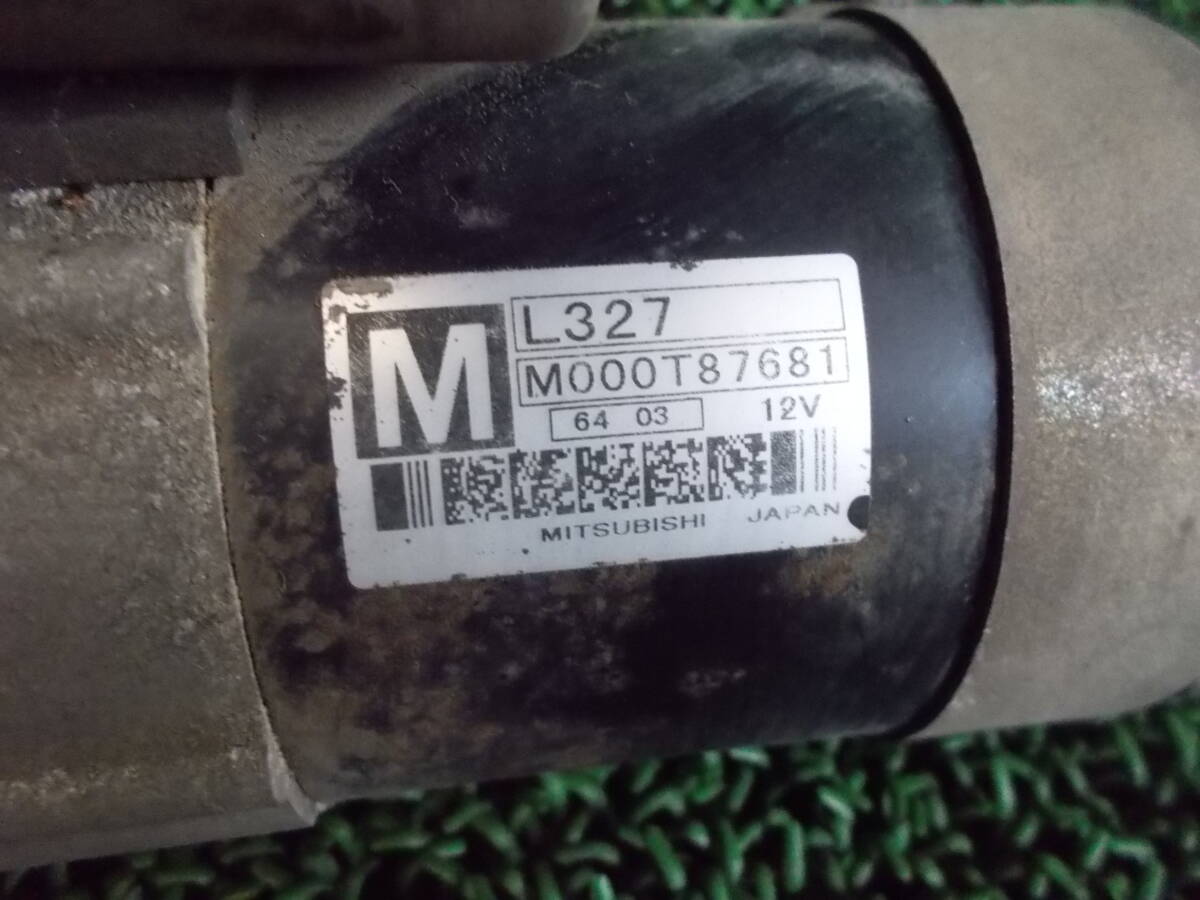 M
L327
M000T87681
64 03 12V
MITSUBISHI JAPAN